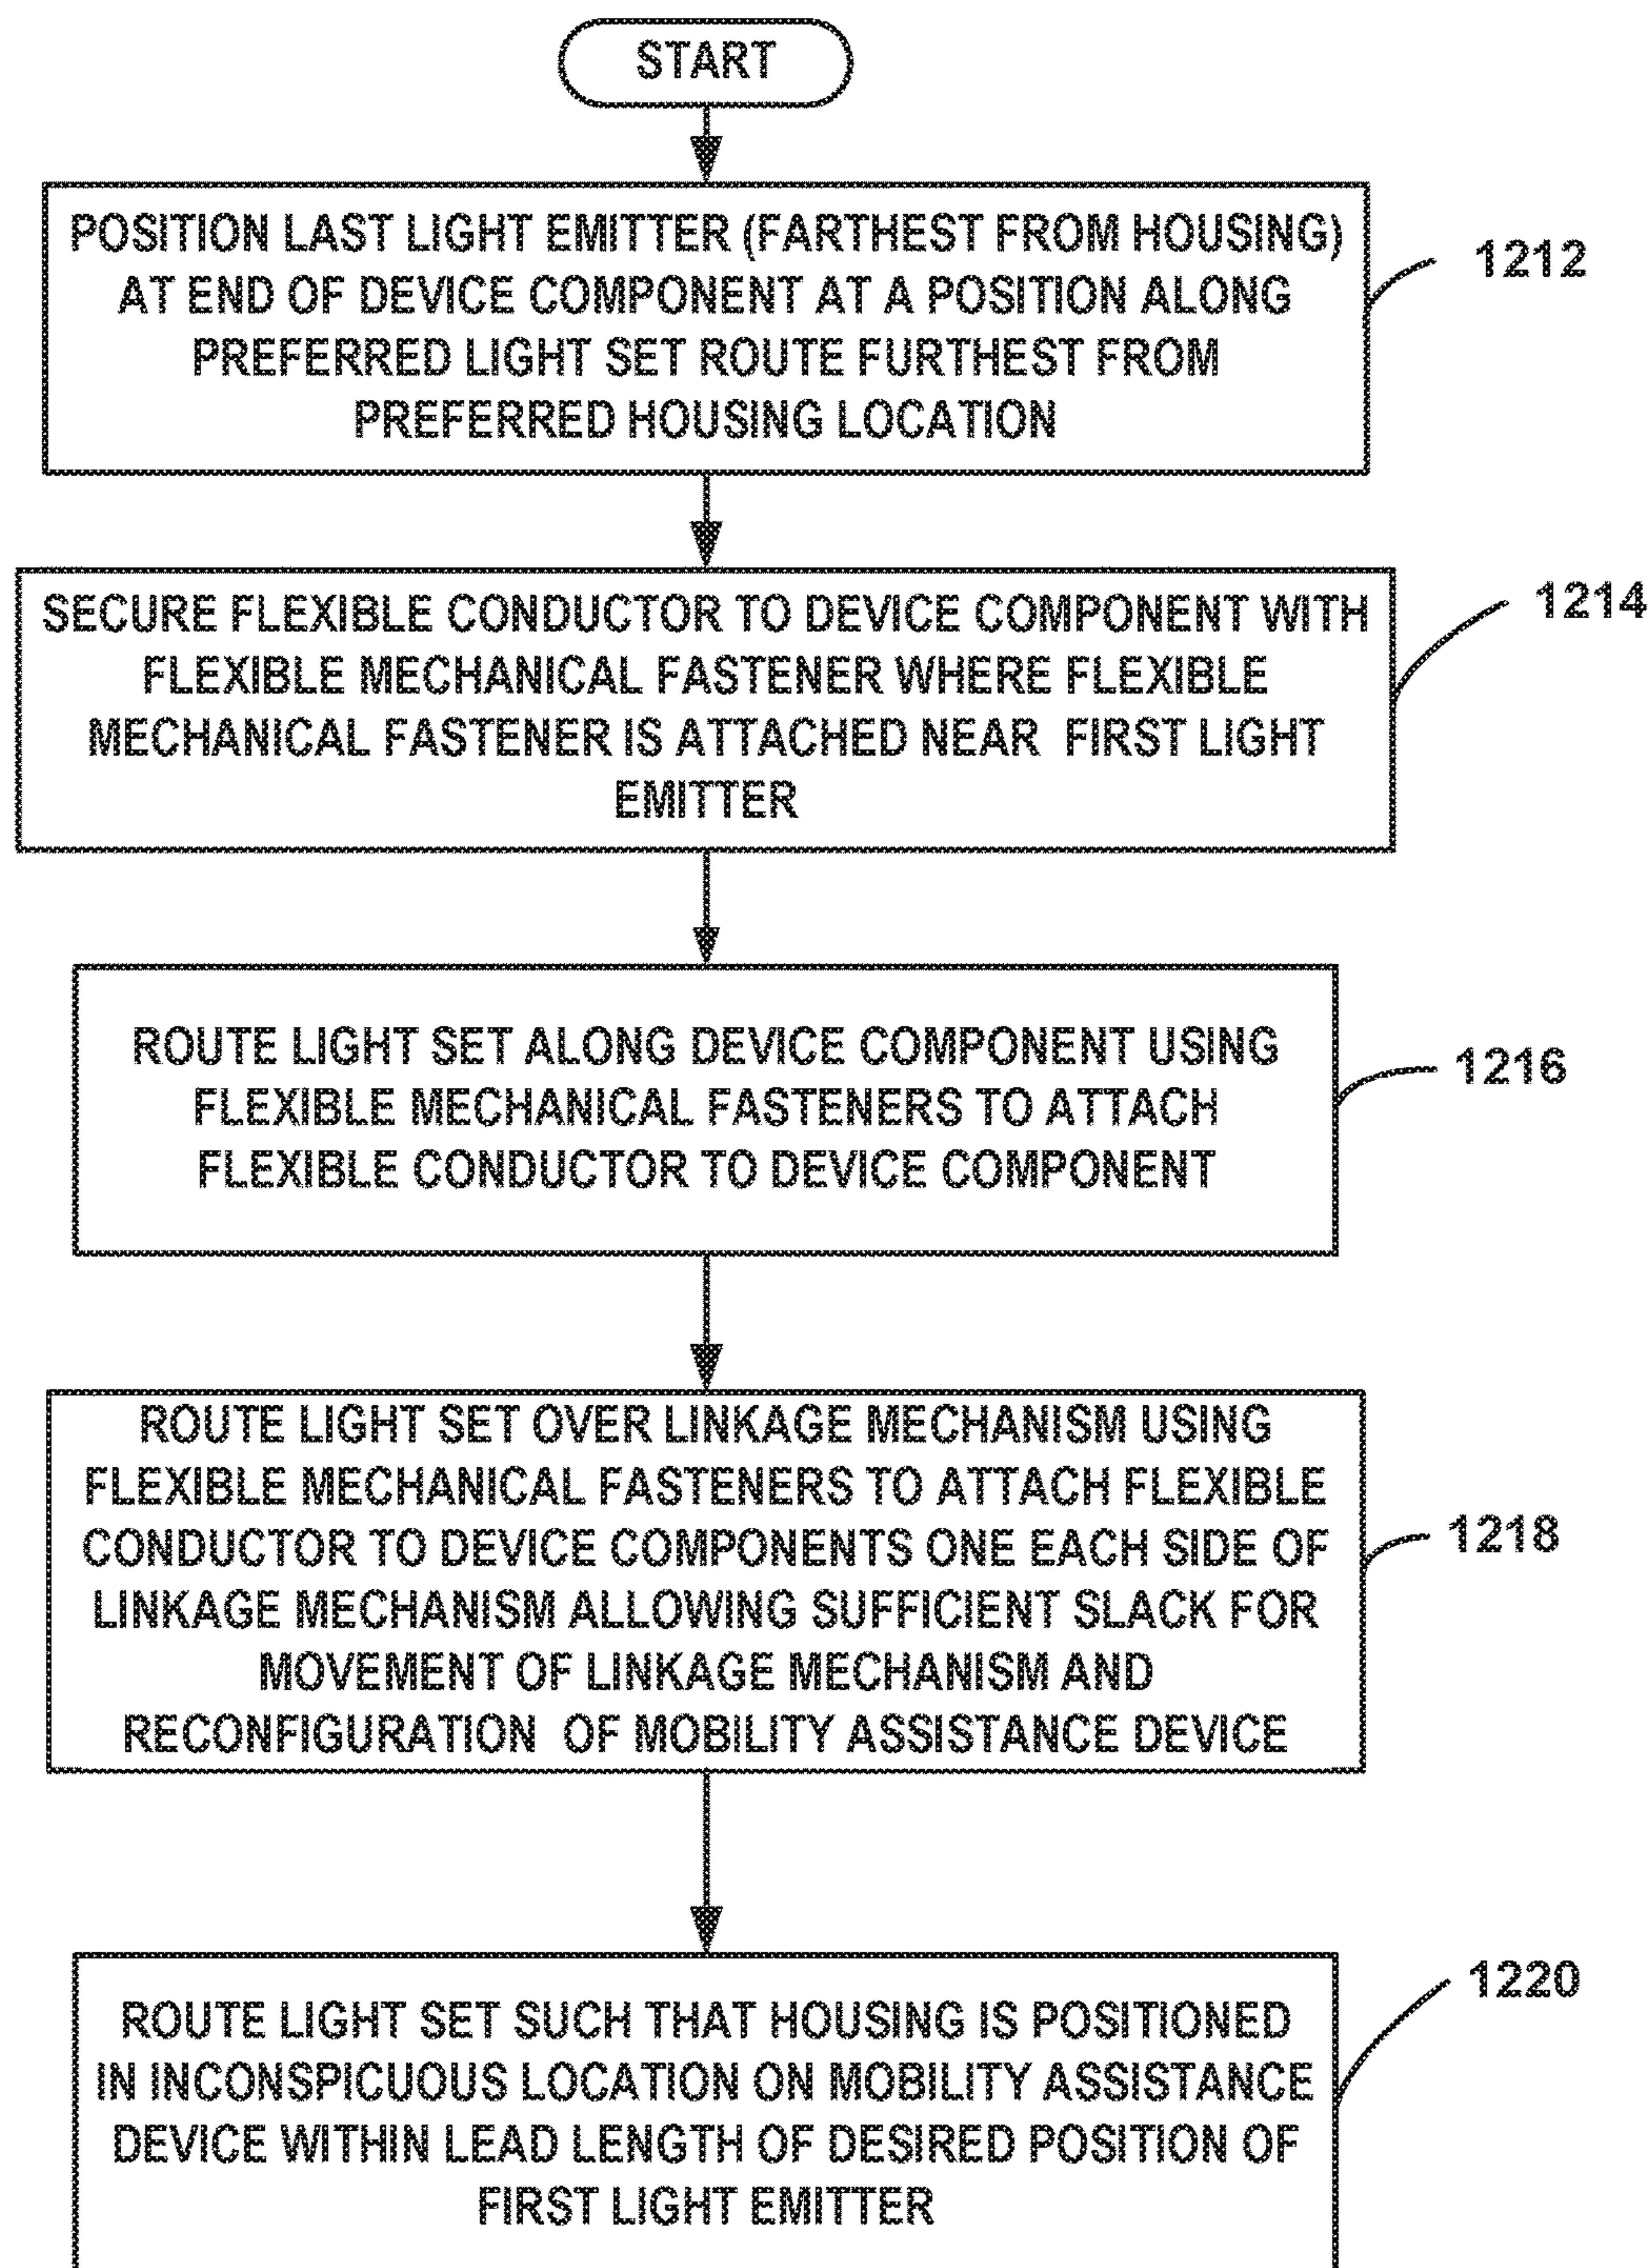 START
POSITION LAST LIGHT EMITTER (FARTHEST FROM HOUSING)
AT END OF DEVICE COMPONENT AT A POSITION ALONG
PREFERRED LIGHT SET ROUTE FURTHEST FROM
PREFERRED HOUSING LOCATION
1212
SECURE FLEXIBLE CONDUCTOR TO DEVICE COMPONENT WITH
FLEXIBLE MECHANICAL FASTENER WHERE FLEXIBLE
MECHANICAL FASTENER IS ATTACHED NEAR FIRST LIGHT
EMITTER
1214
ROUTE LIGHT SET ALONG DEVICE COMPONENT USING
FLEXIBLE MECHANICAL FASTENERS TO ATTACH
FLEXIBLE CONDUCTOR TO DEVICE COMPONENT
1216
ROUTE LIGHT SET OVER LINKAGE MECHANISM USING
FLEXIBLE MECHANICAL FASTENERS TO ATTACH FLEXIBLE
CONDUCTOR TO DEVICE COMPONENTS ONE EACH SIDE OF
LINKAGE MECHANISM ALLOWING SUFFICIENT SLACK FOR
MOVEMENT OF LINKAGE MECHANISM AND
RECONFIGURATION OF MOBILITY ASSISTANCE DEVICE
1218
ROUTE LIGHT SET SUCH THAT HOUSING IS POSITIONED
IN INCONSPICUOUS LOCATION ON MOBILITY ASSISTANCE
DEVICE WITHIN LEAD LENGTH OF DESIRED POSITION OF
FIRST LIGHT EMITTER
1220